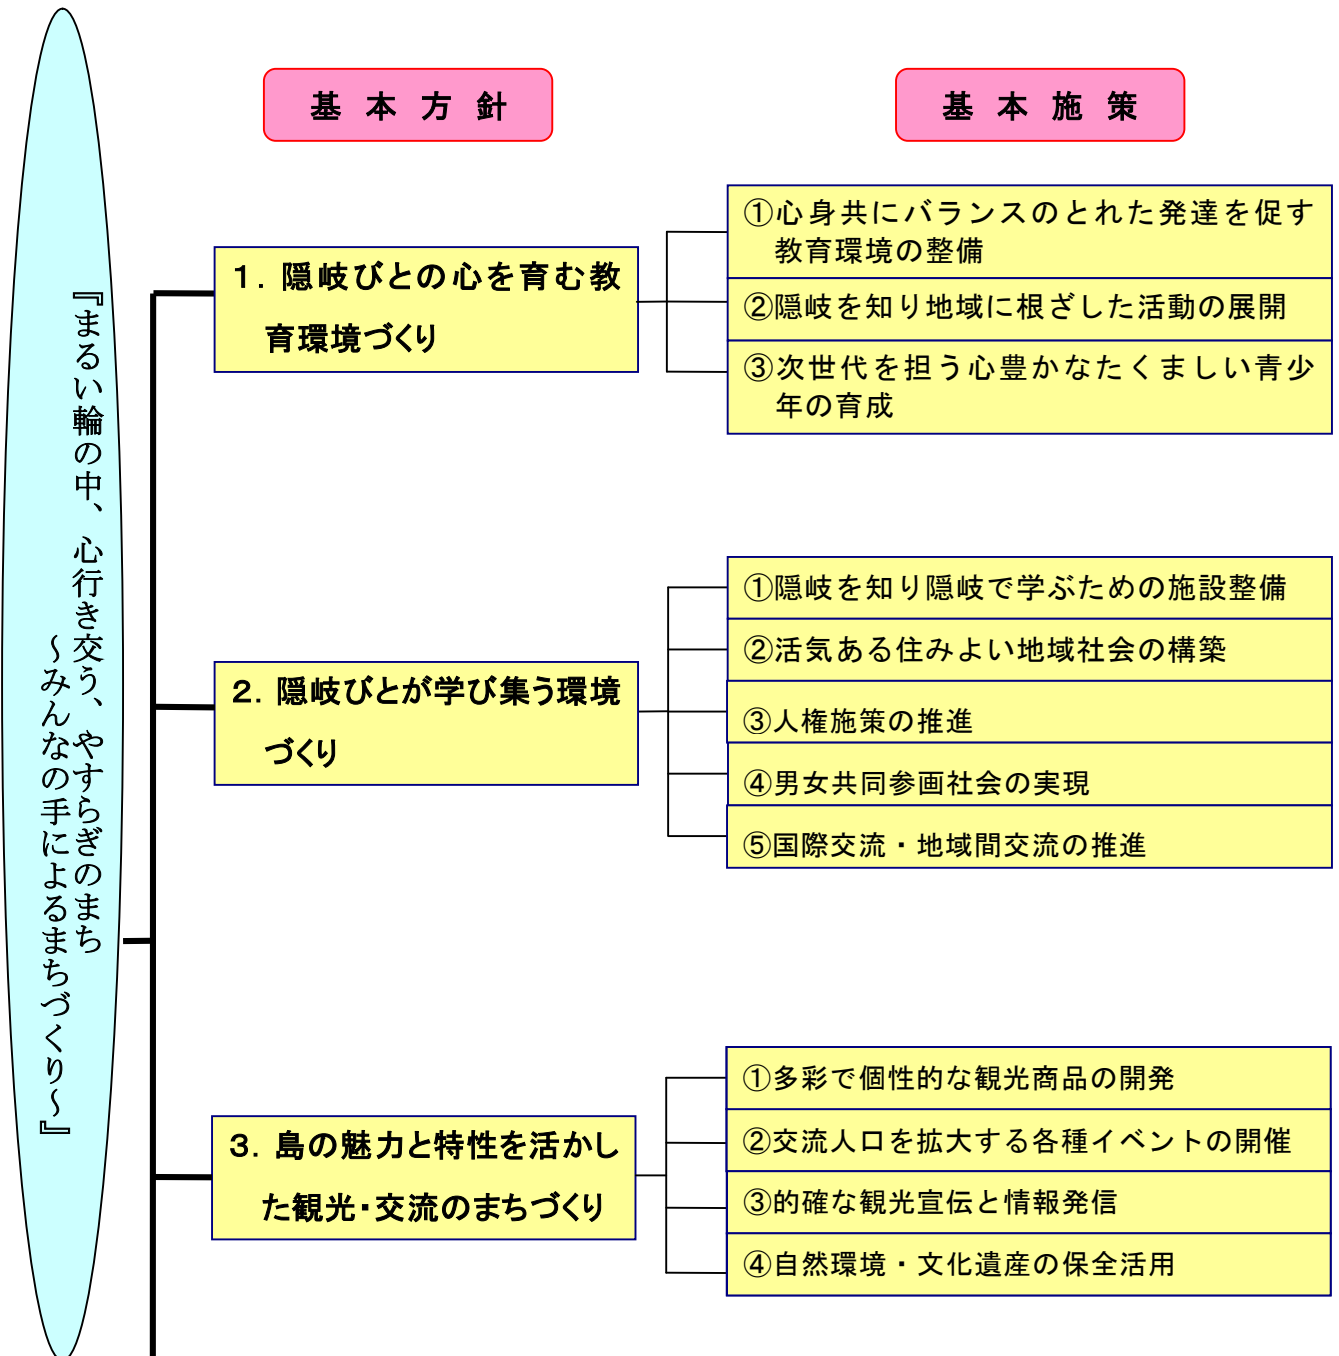 『まるい輪の中、心行き交う、やすらぎのまち
～みんなの手によるまちづくり～』
基本方針
基本施策
１．隠岐びとの心を育む教
育環境づくり
①心身共にバランスのとれた発達を促す
教育環境の整備
②隠岐を知り地域に根ざした活動の展開
③次世代を担う心豊かなたくましい青少
年の育成
２．隠岐びとが学び集う環境
づくり
①隠岐を知り隠岐で学ぶための施設整備
②活気ある住みよい地域社会の構築
③人権施策の推進
④男女共同参画社会の実現
⑤国際交流・地域間交流の推進
３．島の魅力と特性を活かし
た観光・交流のまちづくり
①多彩で個性的な観光商品の開発
②交流人口を拡大する各種イベントの開催
③的確な観光宣伝と情報発信
④自然環境・文化遺産の保全活用